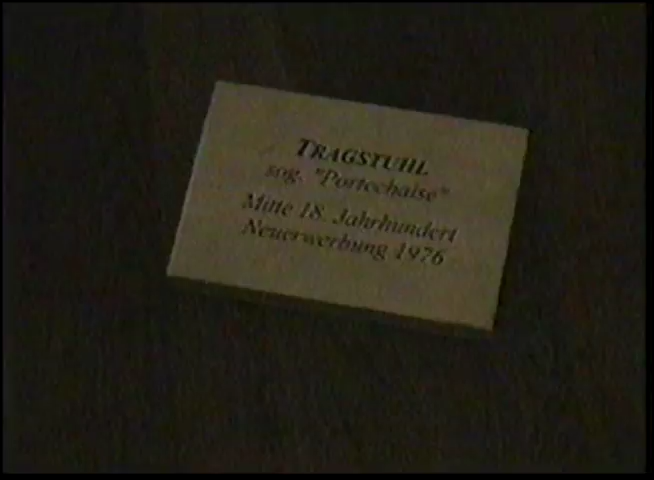 TRAGSTUHL
sog. "Portechaise"
Mitte 18. Jahrhundert
Neuerwerbung 1976